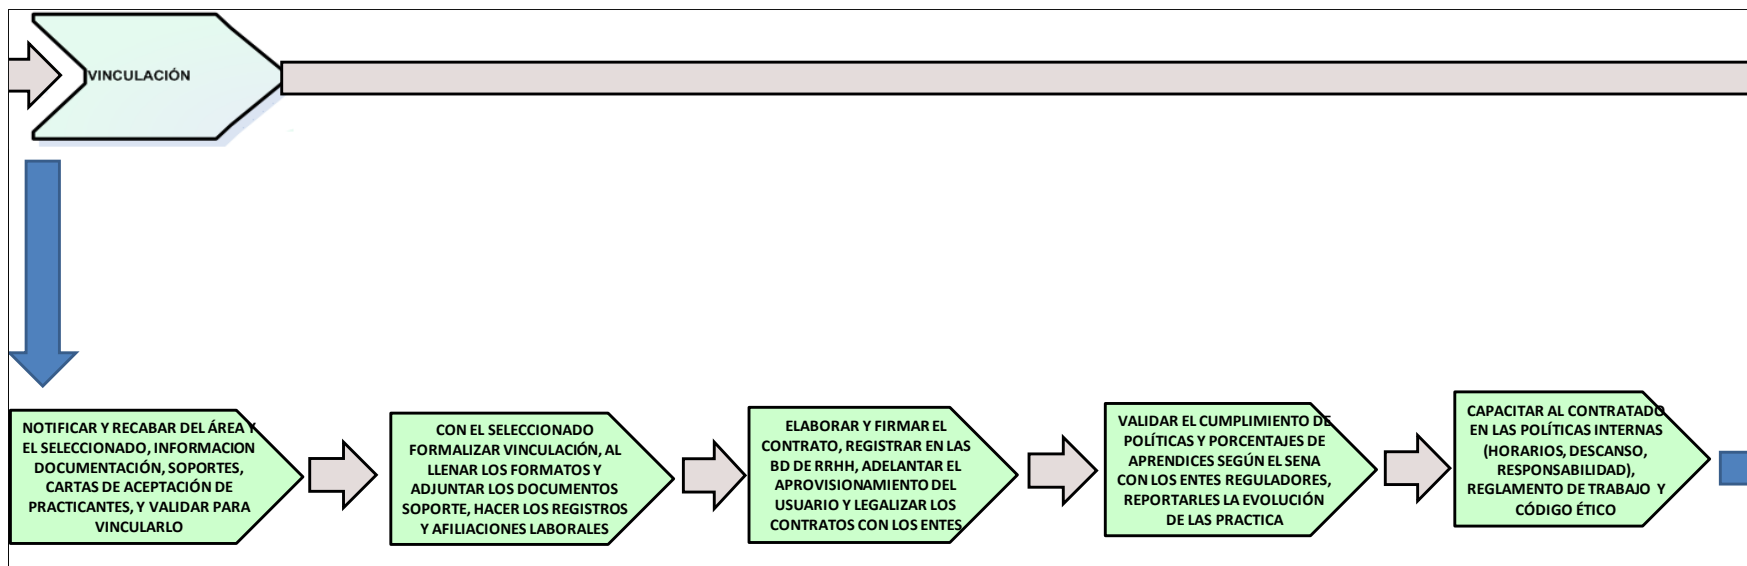 VINCULACIÓN
NOTIFICAR Y RECABAR DEL ÁREA Y
EL SELECCIONADO, INFORMACION
DOCUMENTACIÓN, SOPORTES,
CARTAS DE ACEPTACIÓN DE
PRACTICANTES, Y VALIDAR PARA
VINCULARLO
CON EL SELECCIONADO
FORMALIZAR VINCULACIÓN, AL
LLENAR LOS FORMATOS Y
ADJUNTAR LOS DOCUMENTOS
SOPORTE, HACER LOS REGISTROS
Y AFILIACIONES LABORALES
ELABORAR Y FIRMAR EL
CONTRATO, REGISTRAR EN LAS
BD DE RRHH, ADELANTAR EL
APROVISIONAMIENTO DEL
USUARIO Y LEGALIZAR LOS
CONTRATOS CON LOS ENTES
VALIDAR EL CUMPLIMIENTO DE
POLÍTICAS Y PORCENTAJES DE
APRENDICES SEGÚN EL SENA
CON LOS ENTES REGULADORES,
REPORTARLES LA EVOLUCIÓN
DE LAS PRACTICA
CAPACITAR AL CONTRATADO
EN LAS POLÍTICAS INTERNAS
(HORARIOS, DESCANSO,
RESPONSABILIDAD),
REGLAMENTO DE TRABAJO Y
CÓDIGO ÉTICO